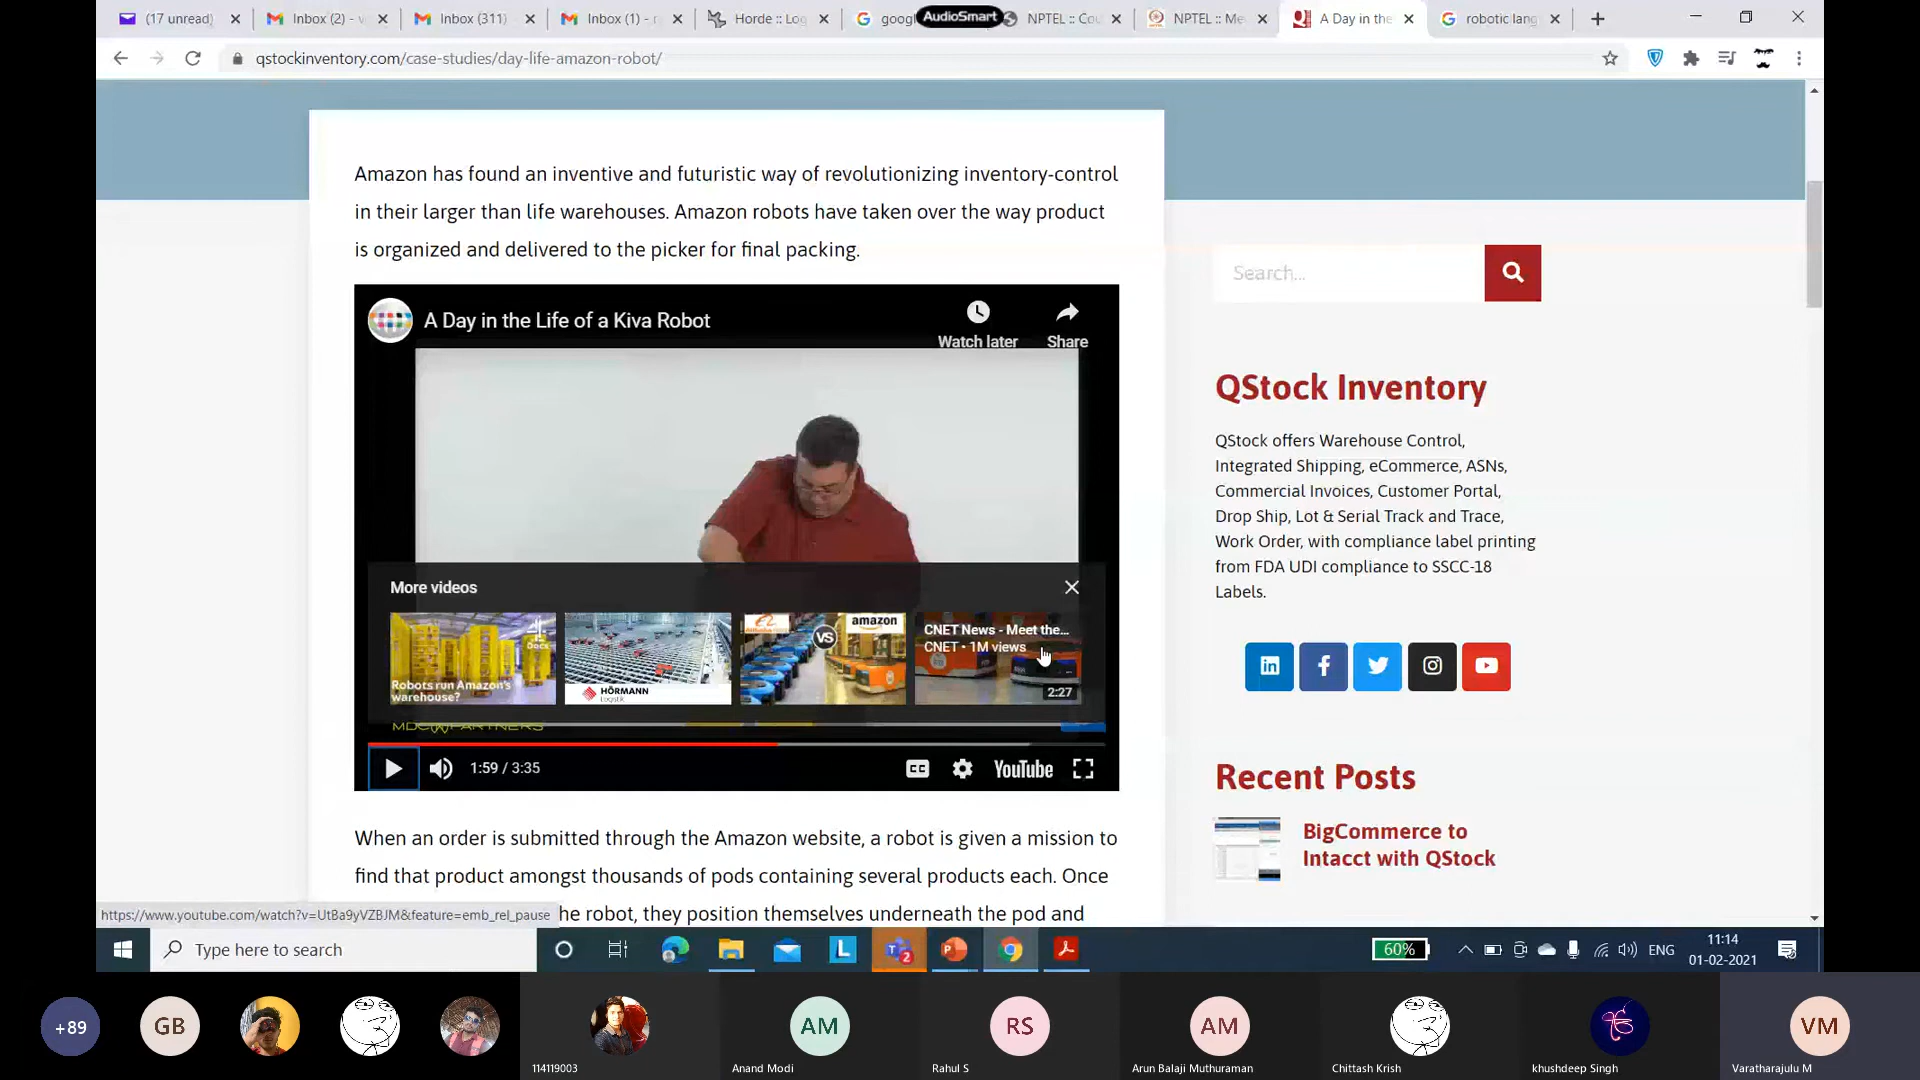 (17 unread)
Inbox (2) -
Inbox (311)
Inbox (1) -
Horde :: Log
googl
AudioSmart
NPTEL :: Cou
NPTEL :: Me
A Day in the
robotic lang
qstockinventory.com/case-studies/day-life-amazon-robot/
Amazon has found an inventive and futuristic way of revolutionizing inventory-control
in their larger than life warehouses. Amazon robots have taken over the way product
is organized and delivered to the picker for final packing.
A Day in the Life of a Kiva Robot
Watch later
Share
More videos
Robots run Amazon's
warehouse?
DOCS
HÖRMANN
Logistik
VS
amazon
CNET News - Meet the...
CNET • 1M views
2:27
MDC PARTNERS
1:59 / 3:35
CC
YouTube
When an order is submitted through the Amazon website, a robot is given a mission to
find that product amongst thousands of pods containing several products each. Once
he robot, they position themselves underneath the pod and
https://www.youtube.com/watch?v=UtBa9yVZBJM&feature=emb_rel_pause
Search...
QStock Inventory
QStock offers Warehouse Control,
Integrated Shipping, eCommerce, ASNs,
Commercial Invoices, Customer Portal,
Drop Ship, Lot & Serial Track and Trace,
Work Order, with compliance label printing
from FDA UDI compliance to SSCC-18
Labels.
Recent Posts
BigCommerce to
Intacct with QStock
Type here to search
60%
ENG
11:14
01-02-2021
+89
GB
114119003
AM
Anand Modi
RS
Rahul S
AM
Arun Balaji Muthuraman
Chittash Krish
khushdeep Singh
VM
Varatharajulu M